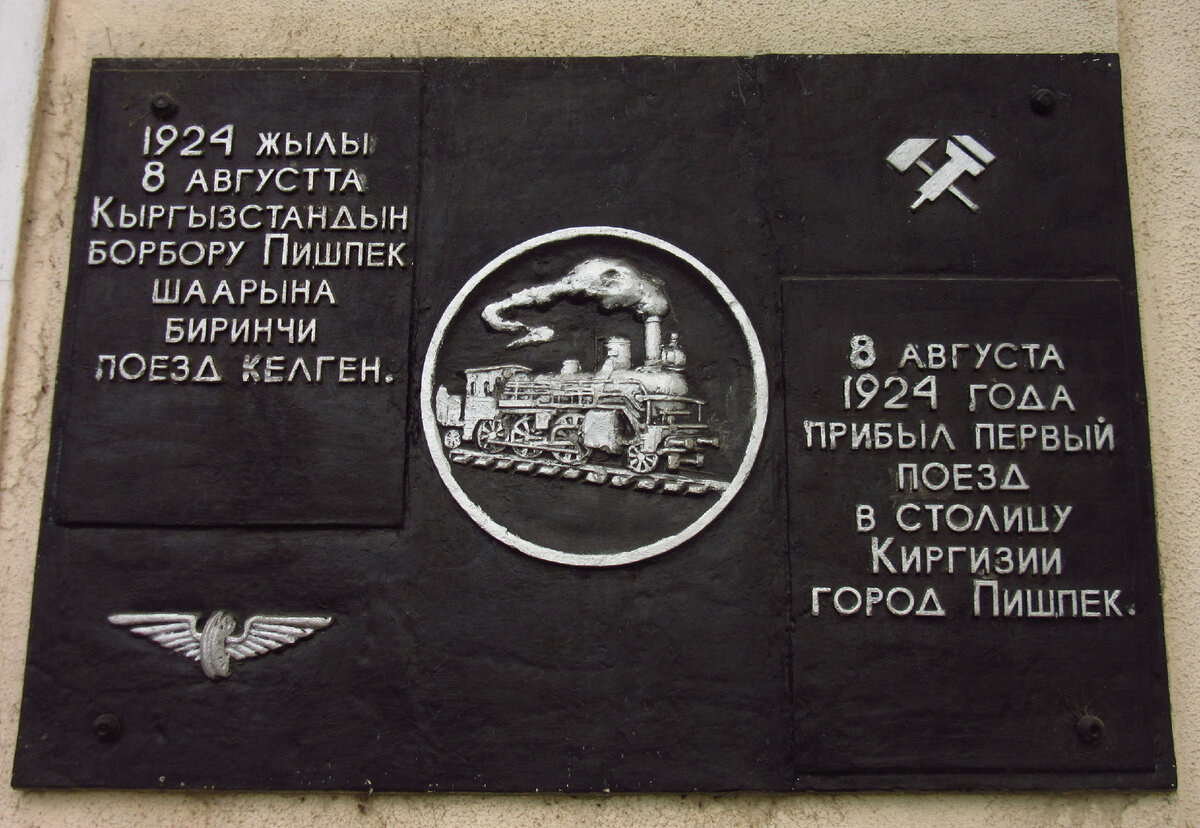 1924 жылы
8 августта
Кыргызстандын
борбору Пишпек
шаарына
биринчи
поезд келген.
8 августа
1924 года
прибыл первый
поезд
в столицу
Киргизии
город Пишпек.